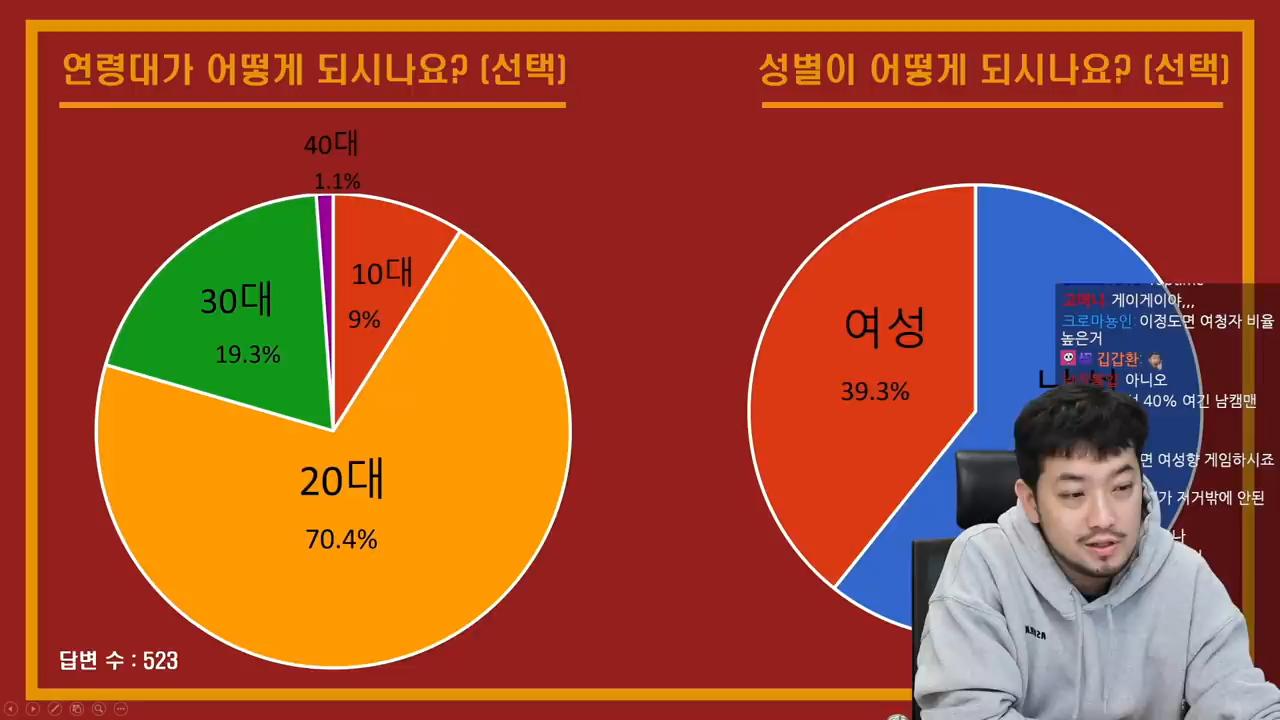 연령대가 어떻게 되시나요? (선택)
성별이 어떻게 되시나요? (선택)
40대
1.1%
10대
9%
30대
19.3%
20대
70.4%
여성
39.3%
답변 수 : 523
고머니: 게이게이야,,,
크로마뇽인: 이정도면 여청자 비율
높은거
김갑환:
아니오
40% 여긴 남캠맨
면 여성향 게임하시죠
가 저거밖에 안된
나